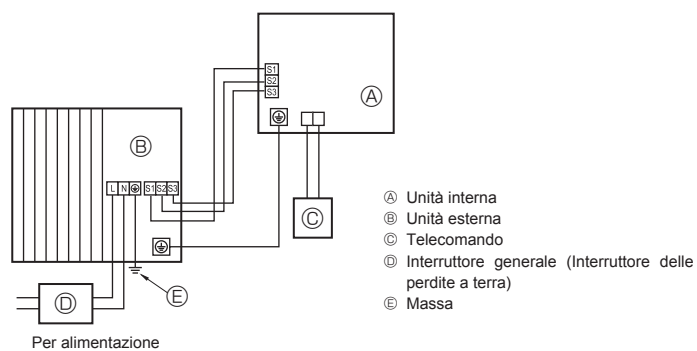 S1
S2
S3
Ⓐ
Ⓑ
L N S1 S2 S3
Ⓒ
Ⓓ
Ⓔ
Per alimentazione
Ⓐ Unità interna
Ⓑ Unità esterna
Ⓒ Telecomando
Ⓓ Interruttore generale (Interruttore delle
perdite a terra)
Ⓔ Massa